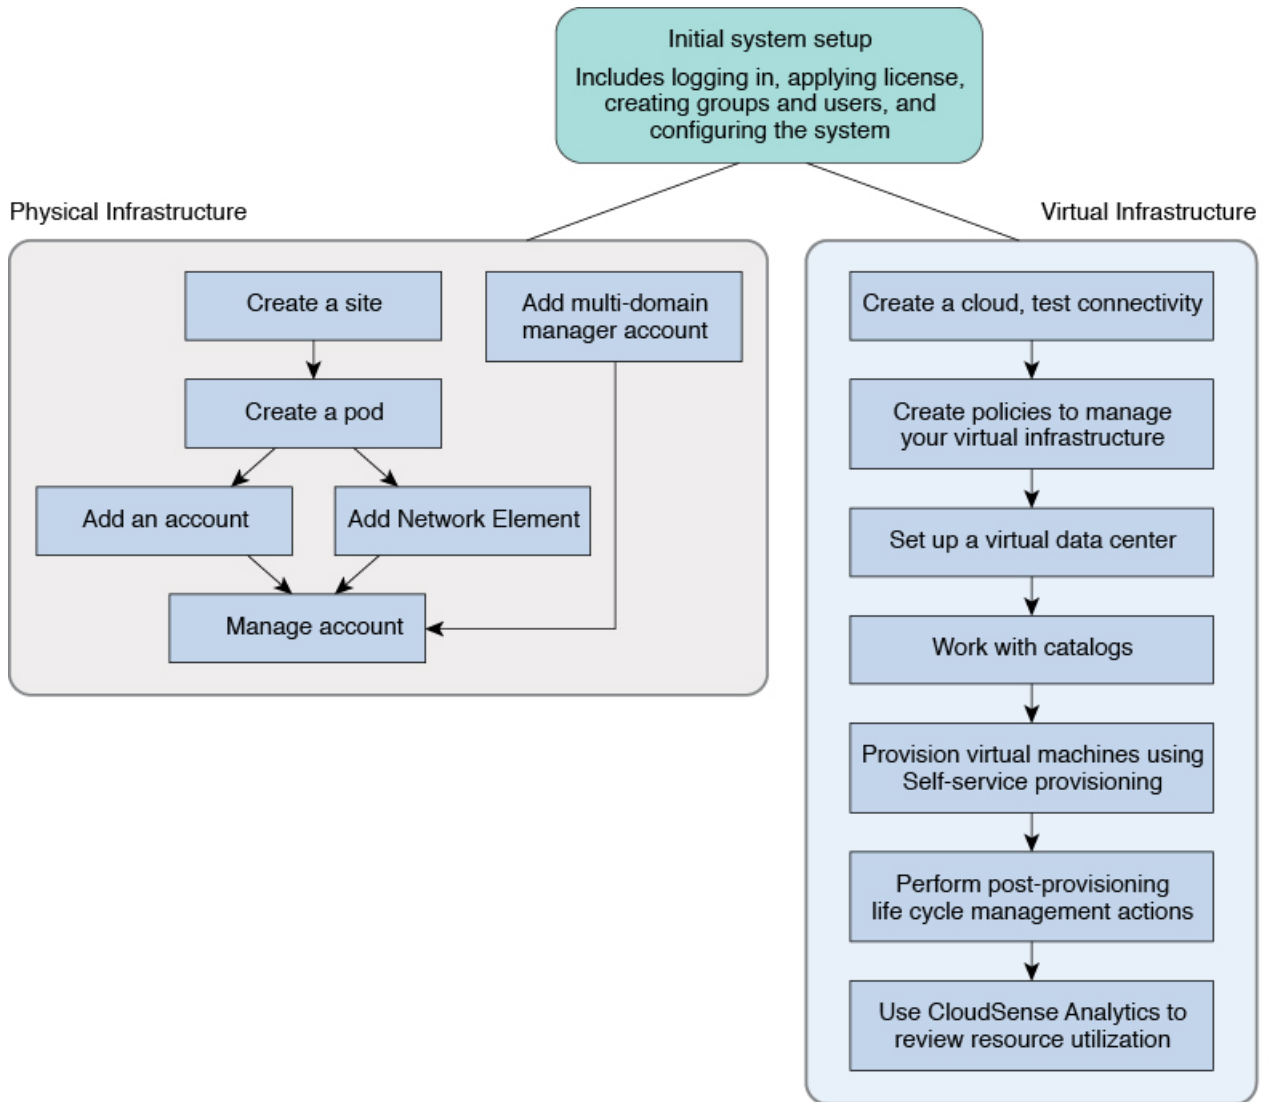 Initial system setup
Includes logging in, applying license,
creating groups and users, and
configuring the system
Physical Infrastructure
Create a site
Add multi-domain
manager account
Create a pod
Add an account
Add Network Element
Manage account
Virtual Infrastructure
Create a cloud, test connectivity
Create policies to manage
your virtual infrastructure
Set up a virtual data center
Work with catalogs
Provision virtual machines using
Self-service provisioning
Perform post-provisioning
life cycle management actions
Use CloudSense Analytics to
review resource utilization